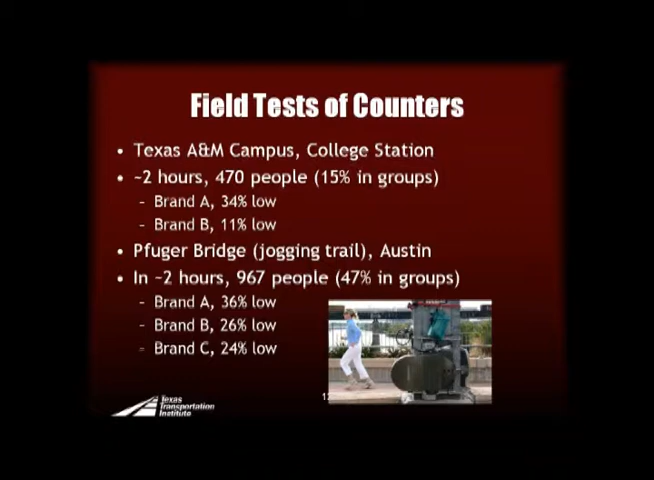 Field Tests of Counters
• Texas A&M Campus, College Station
• ~2 hours, 470 people (15% in groups)
– Brand A, 34% low
– Brand B, 11% low
• Pfuger Bridge (jogging trail), Austin
• In ~2 hours, 967 people (47% in groups)
– Brand A, 36% low
– Brand B, 26% low
– Brand C, 24% low
Texas
Transportation
Institute